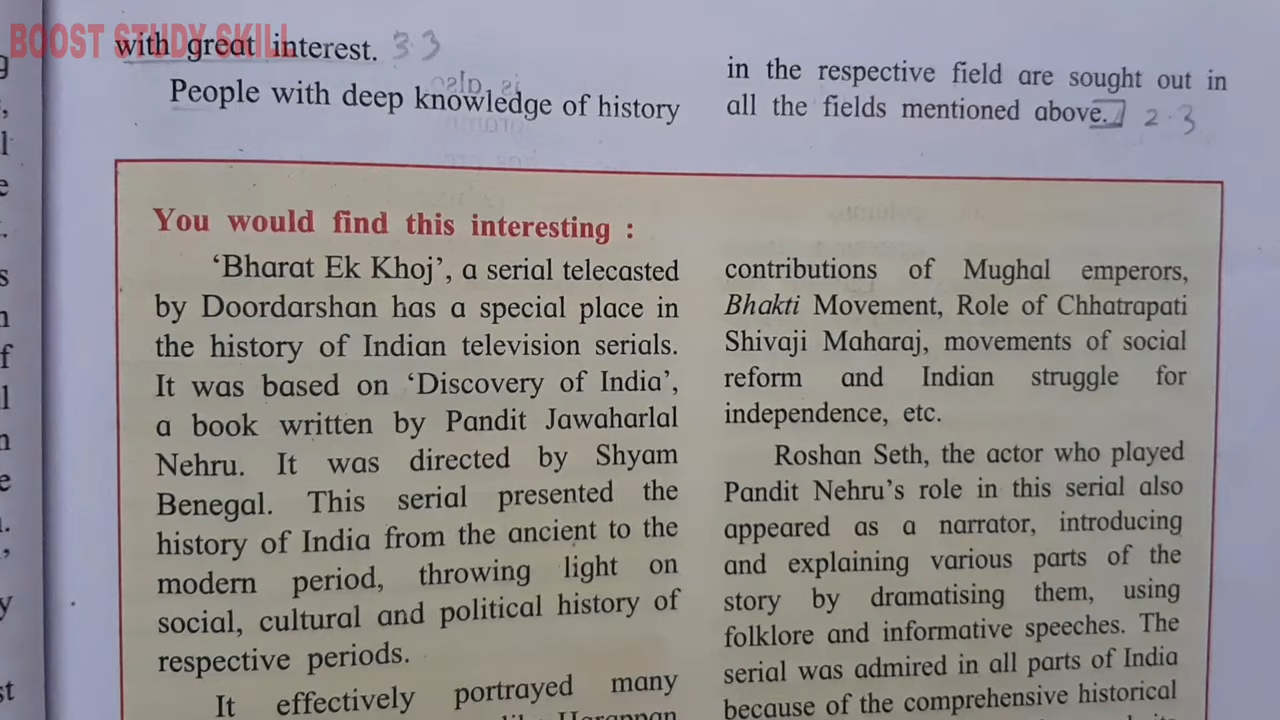 BOOST STUDY SKILL
with great interest. 33
People with deep knowledge of history
in the respective field are sought out in
all the fields mentioned above. 2.3
You would find this interesting :
‘Bharat Ek Khoj’, a serial telecasted
by Doordarshan has a special place in
the history of Indian television serials.
It was based on ‘Discovery of India’,
a book written by Pandit Jawaharlal
Nehru. It was directed by Shyam
Benegal. This serial presented the
history of India from the ancient to the
modern period, throwing light on
social, cultural and political history of
respective periods.
It effectively portrayed many
like Harappan
contributions of Mughal emperors,
Bhakti Movement, Role of Chhatrapati
Shivaji Maharaj, movements of social
reform and Indian struggle for
independence, etc.
Roshan Seth, the actor who played
Pandit Nehru’s role in this serial also
appeared as a narrator, introducing
and explaining various parts of the
story by dramatising them, using
folklore and informative speeches. The
serial was admired in all parts of India
because of the comprehensive historical